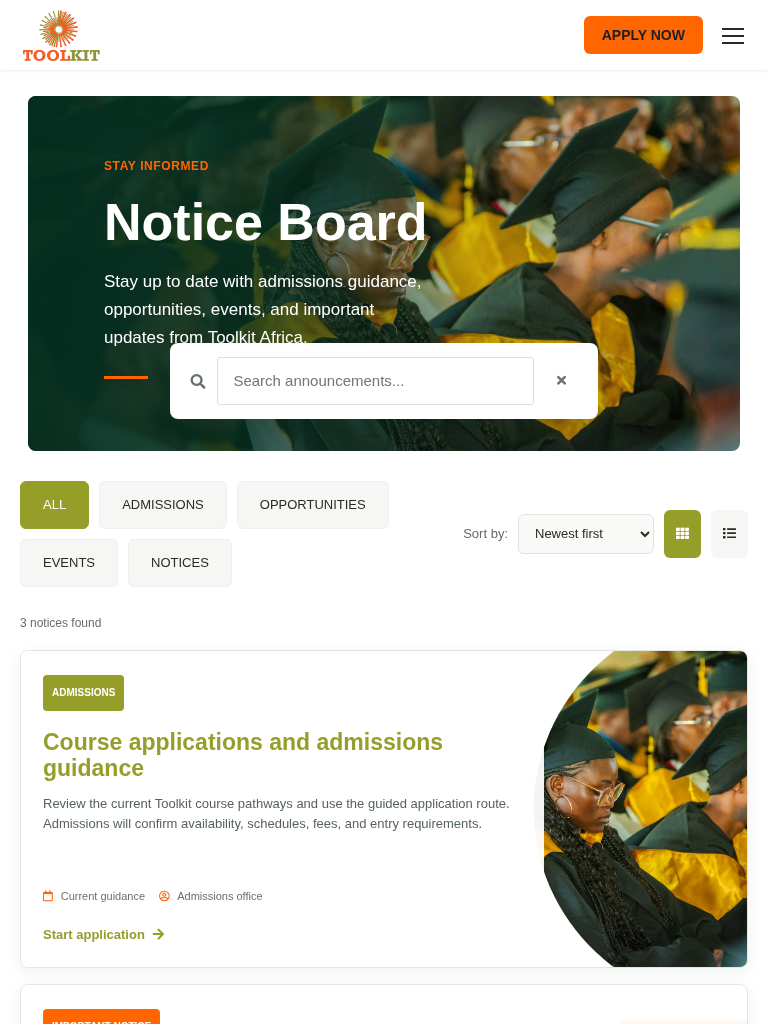 TOOLKIT
APPLY NOW
STAY INFORMED
Notice Board
Stay up to date with admissions guidance,
opportunities, events, and important
updates from Toolkit Africa.
Search announcements...
ALL
ADMISSIONS
OPPORTUNITIES
EVENTS
NOTICES
Sort by:
Newest first
3 notices found
ADMISSIONS
Course applications and admissions
guidance
Review the current Toolkit course pathways and use the guided application route.
Admissions will confirm availability, schedules, fees, and entry requirements.
Current guidance
Admissions office
Start application
IMPORTANT NOTICE